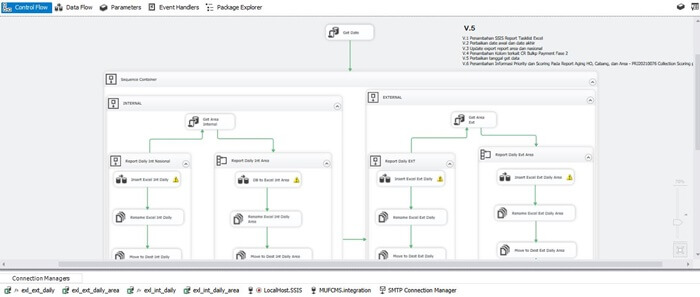 Control Flow
Data Flow
Parameters
Event Handlers
Package Explorer
Get Date
V.5
V.1 Penambahan SSIS Report Tasklist Excel
V.2 Perbaikan data awal dan data akhir
V.3 Update export report area dan nasional
V.4 Penambahan Kolom terkait CR Bulkp Payment Fase 2
V.5 Perbaikan tanggal get data
V.6 Penambahan Informasi Priority dan Scoring Pada Report Aging HO, Cabang, dan Area - PR220210076 Collection Scoring
Sequence Container
INTERNAL
EXTERNAL
Get Area
Internal
Get Area
Ext
Report Daily Int Nasional
Report Daily Int Area
Report Daily EXT
Report Daily Ext Area
Insert Excel Int Daily
DB to Excel Int Area
Insert Excel Ext Daily
Insert Excel Ext Daily Area
Rename Excel Int Daily
Rename Excel Int Daily
Area
Rename Excel Ext Daily
Rename Excel Ext Daily Area
Move to Dest Int Daily
Move to Dest Int Daily
Move to Dest Ext Daily
Move to Dest Ext Daily Area
Connection Managers
exl_ext_daily
exl_ext_daily_area
exl_int_daily
exl_int_daily_area
LocalHost.SSIS
MUFCMS.integration
SMTP Connection Manager